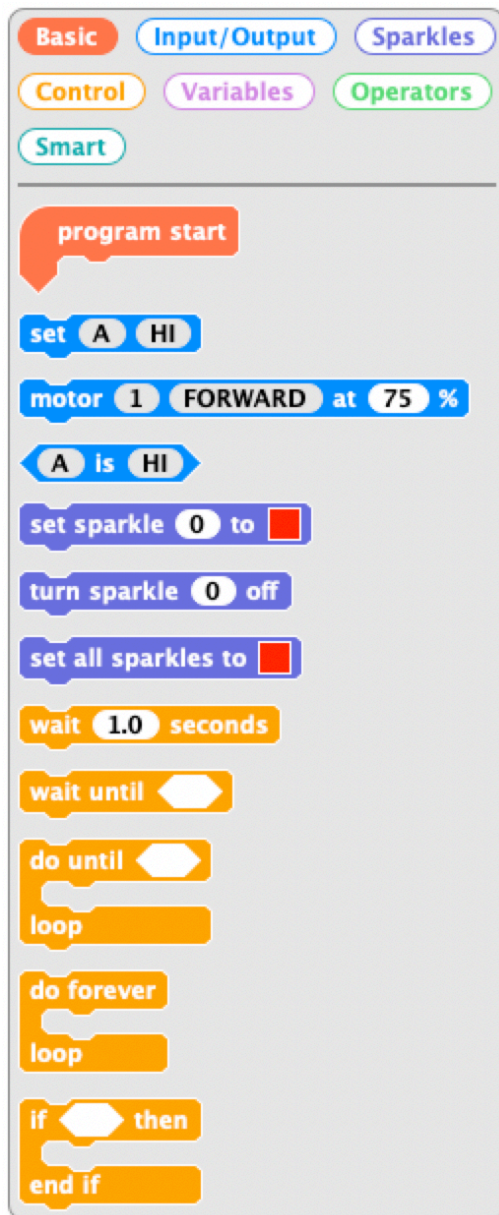 Basic Input/Output Sparkles
Control Variables Operators
Smart
program start
set A HI
motor 1 FORWARD at 75 %
A is HI
set sparkle 0 to
turn sparkle 0 off
set all sparkles to
wait 1.0 seconds
wait until
do until
loop
do forever
loop
if then
end if